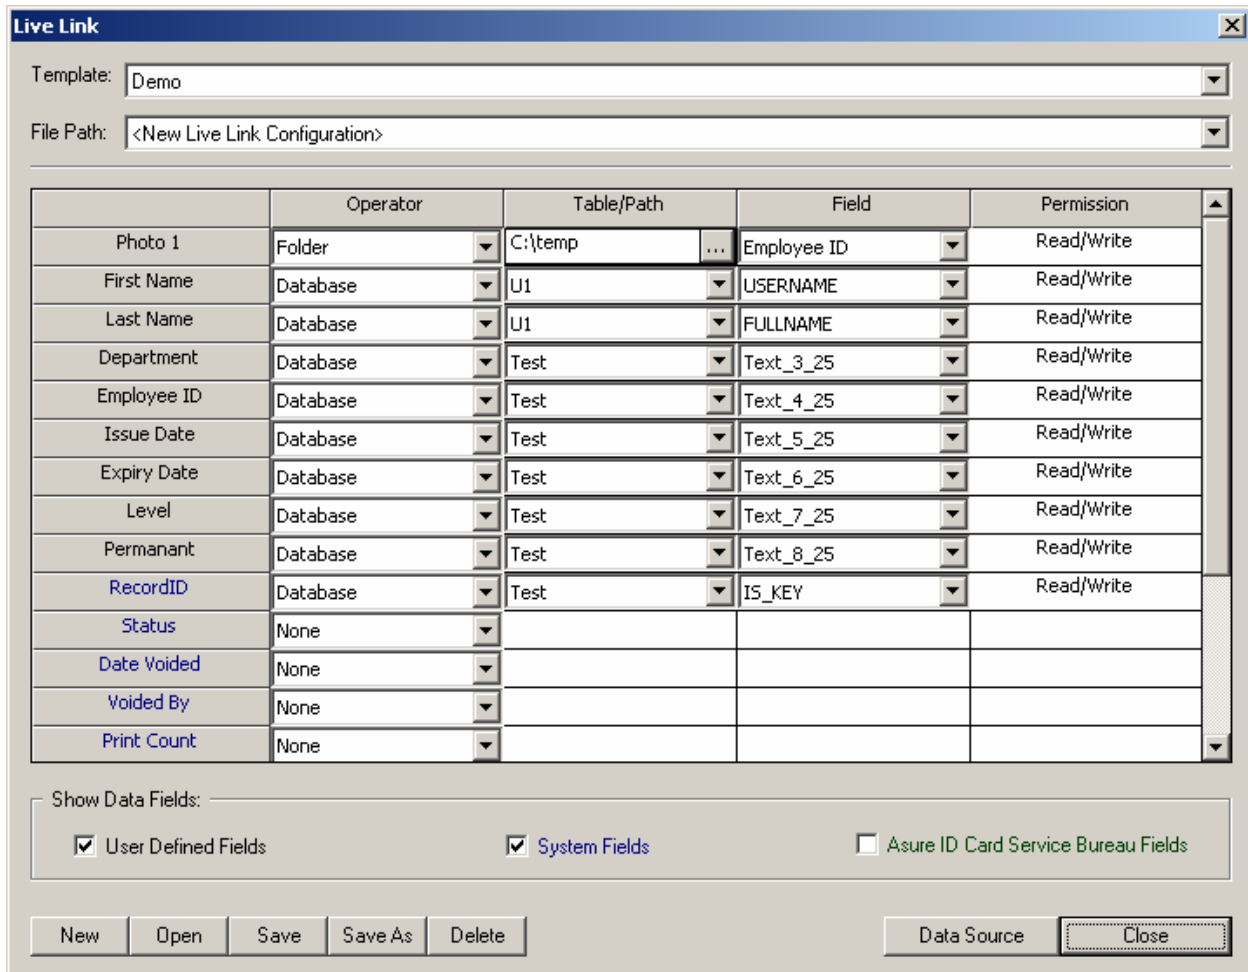 Live Link
Template: Demo
File Path: <New Live Link Configuration>
Operator Table/Path Field Permission
Photo 1 Folder C:\temp ... Employee ID Read/Write
First Name Database U1 USERNAME Read/Write
Last Name Database U1 FULLNAME Read/Write
Department Database Test Text_3_25 Read/Write
Employee ID Database Test Text_4_25 Read/Write
Issue Date Database Test Text_5_25 Read/Write
Expiry Date Database Test Text_6_25 Read/Write
Level Database Test Text_7_25 Read/Write
Permanant Database Test Text_8_25 Read/Write
RecordID Database Test IS_KEY Read/Write
Status None
Date Voided None
Voided By None
Print Count None
Show Data Fields:
User Defined Fields System Fields Asure ID Card Service Bureau Fields
New Open Save Save As Delete Data Source Close